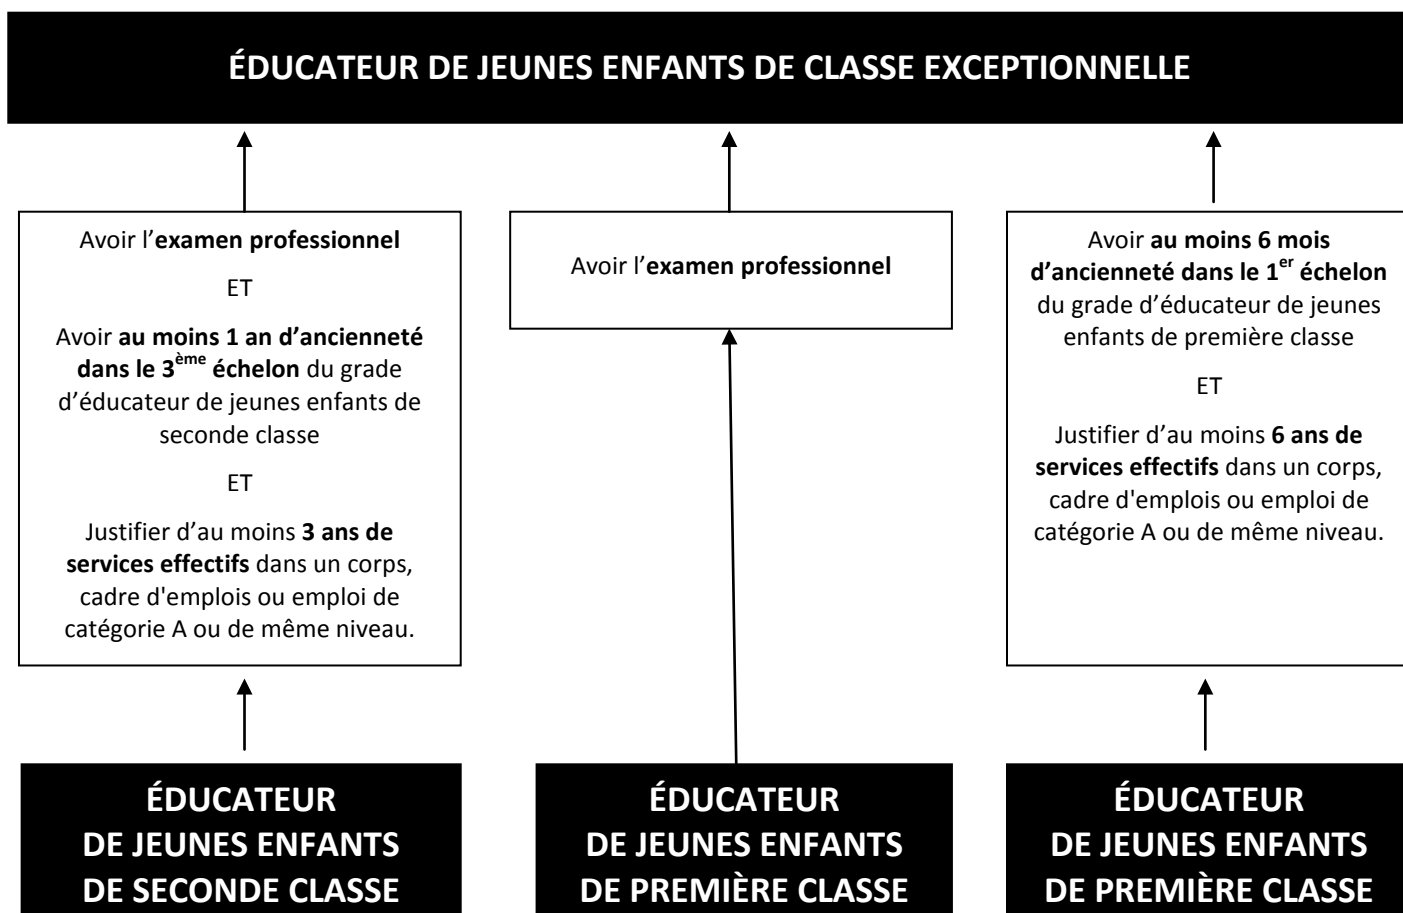 ÉDUCATEUR DE JEUNES ENFANTS DE CLASSE EXCEPTIONNELLE
Avoir l’examen professionnel
ET
Avoir au moins 1 an d’ancienneté
dans le 3ème échelon du grade
d’éducateur de jeunes enfants de
seconde classe
ET
Justifier d’au moins 3 ans de
services effectifs dans un corps,
cadre d'emplois ou emploi de
catégorie A ou de même niveau.
Avoir l’examen professionnel
Avoir au moins 6 mois
d’ancienneté dans le 1er échelon
du grade d’éducateur de jeunes
enfants de première classe
ET
Justifier d’au moins 6 ans de
services effectifs dans un corps,
cadre d'emplois ou emploi de
catégorie A ou de même niveau.
ÉDUCATEUR
DE JEUNES ENFANTS
DE SECONDE CLASSE
ÉDUCATEUR
DE JEUNES ENFANTS
DE PREMIÈRE CLASSE
ÉDUCATEUR
DE JEUNES ENFANTS
DE PREMIÈRE CLASSE